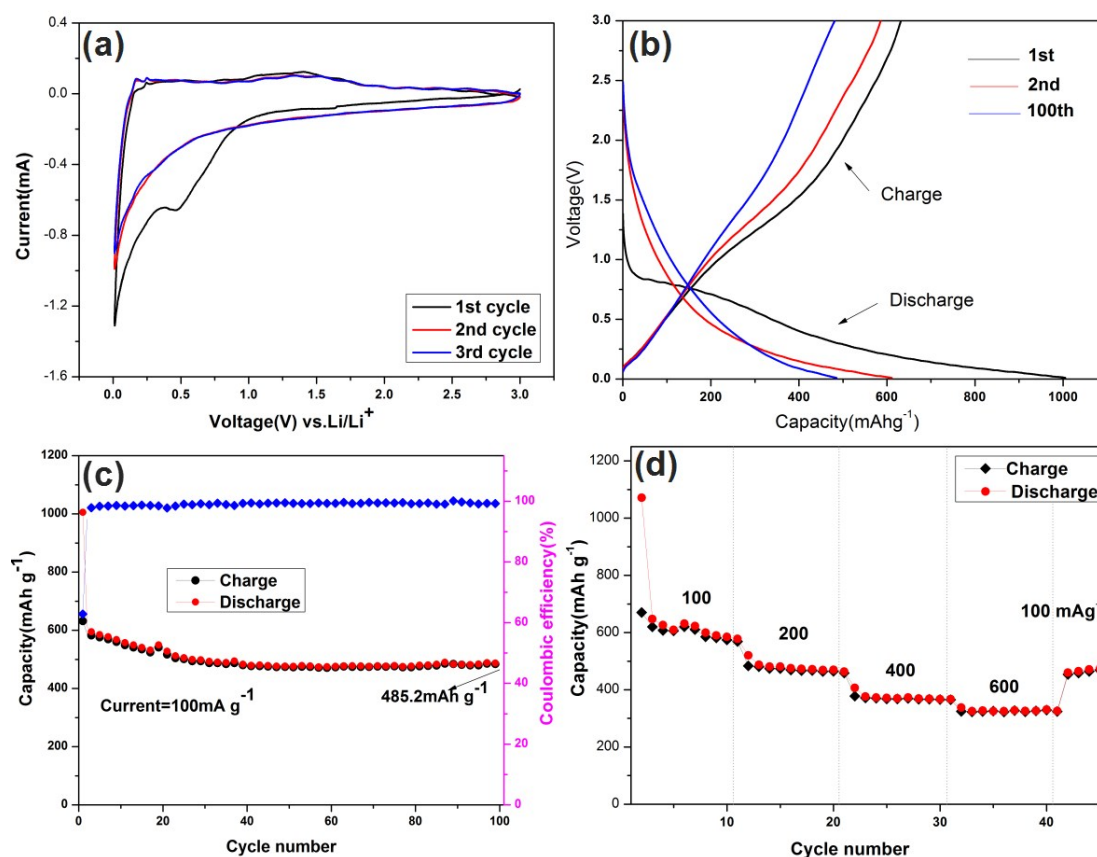 (a)
0.4
0.0
-0.4
-0.8
-1.2
-1.6
Current(mA)
1st cycle
2nd cycle
3rd cycle
0.0 0.5 1.0 1.5 2.0 2.5 3.0
Voltage(V) vs.Li/Li+
(b)
3.0
2.5
2.0
1.5
1.0
0.5
0.0
Voltage(V)
1st
2nd
100th
Charge
Discharge
0 200 400 600 800 1000
Capacity(mAhg-1)
(c)
1200
1000
800
600
400
200
0
Capacity(mAh g-1)
Charge
Discharge
Current=100mA g-1
485.2mAh g-1
100
80
60
40
20
0
Coulombic efficiency(%)
0 20 40 60 80 100
Cycle number
(d)
1200
1000
800
600
400
200
0
Capacity(mAh g-1)
Charge
Discharge
100
200
400
600
100 mAg
10 20 30 40
Cycle number